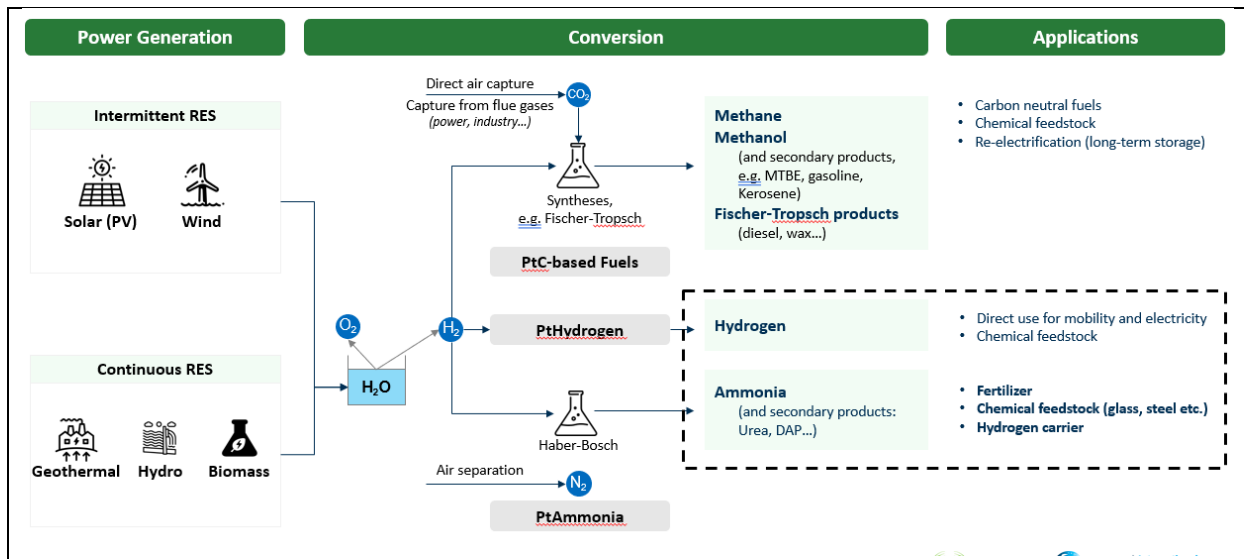 Power Generation
Conversion
Applications
Intermittent RES
Solar (PV)
Wind
Continuous RES
Geothermal
Hydro
Biomass
O₂
H₂O
H₂
Direct air capture
Capture from flue gases
(power, industry…)
CO₂
Syntheses,
e.g. Fischer-Tropsch
PtC-based Fuels
PtHydrogen
Haber-Bosch
Air separation
N₂
PtAmmonia
Methane
Methanol
(and secondary products,
e.g. MTBE, gasoline,
Kerosene)
Fischer-Tropsch products
(diesel, wax…)
Hydrogen
Ammonia
(and secondary products:
Urea, DAP…)
• Carbon neutral fuels
• Chemical feedstock
• Re-electrification (long-term storage)
• Direct use for mobility and electricity
• Chemical feedstock
• Fertilizer
• Chemical feedstock (glass, steel etc.)
• Hydrogen carrier